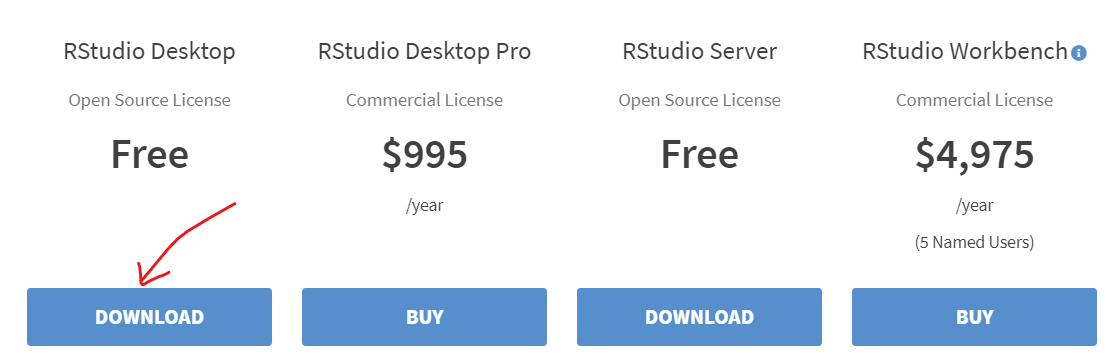 RStudio Desktop
Open Source License
Free
DOWNLOAD
RStudio Desktop Pro
Commercial License
$995
/year
BUY
RStudio Server
Open Source License
Free
DOWNLOAD
RStudio Workbench
Commercial License
$4,975
/year
(5 Named Users)
BUY